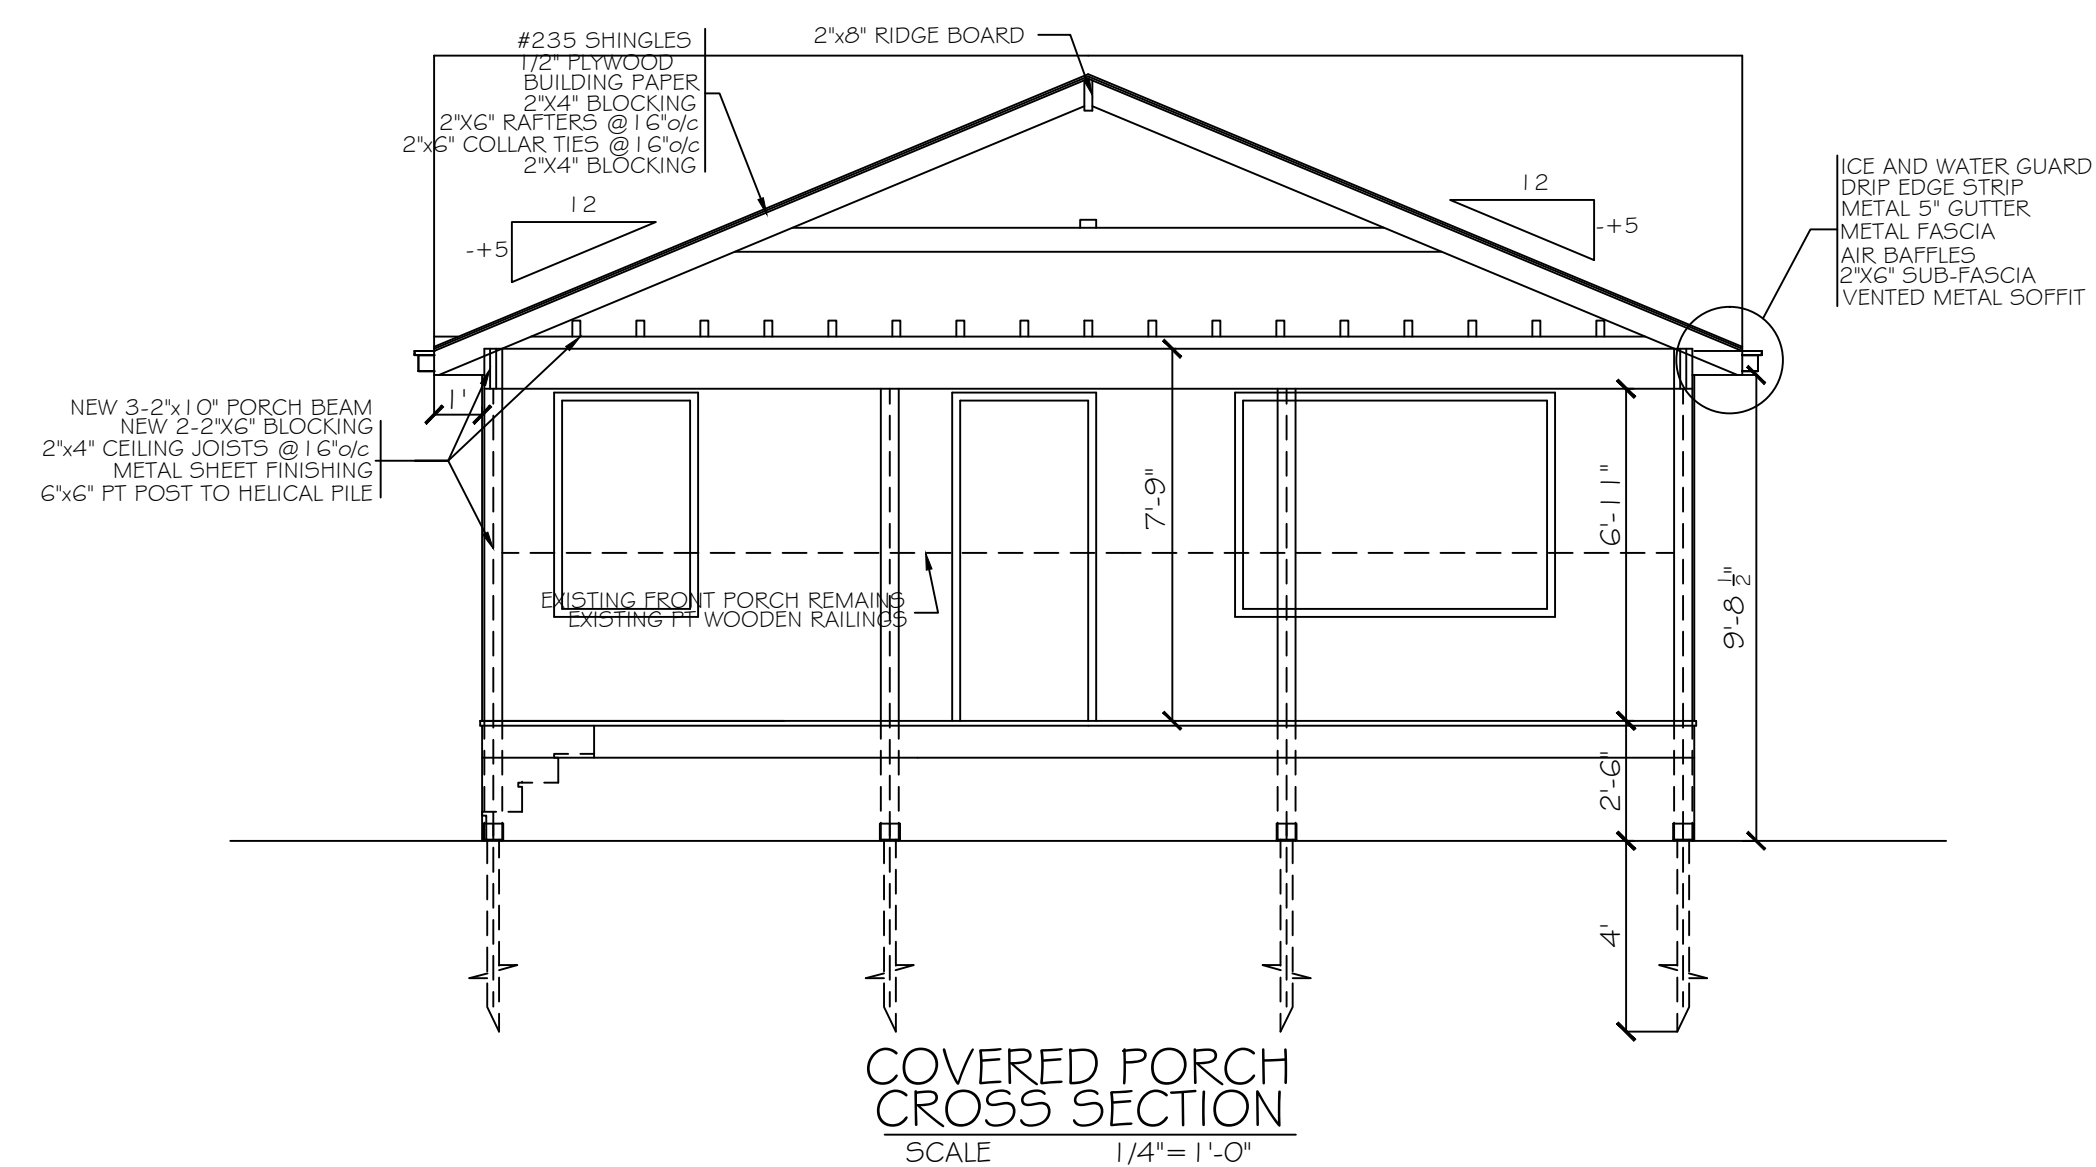 #235 SHINGLES
1/2" PLYWOOD
BUILDING PAPER
2"X4" BLOCKING
2"X6" RAFTERS @16"o/c
2"x6" COLLAR TIES @16"o/c
2"X4" BLOCKING
2"x8" RIDGE BOARD
12
-+5
12
-+5
ICE AND WATER GUARD
DRIP EDGE STRIP
METAL 5" GUTTER
METAL FASCIA
AIR BAFFLES
2"X6" SUB-FASCIA
VENTED METAL SOFFIT
1'
NEW 3-2"x10" PORCH BEAM
NEW 2-2"X6" BLOCKING
2"x4" CEILING JOISTS @16"o/c
METAL SHEET FINISHING
6"x6" PT POST TO HELICAL PILE
7'-9"
6'-11"
9'-8 1/2"
EXISTING FRONT PORCH REMAINS
EXISTING PT WOODEN RAILINGS
2'-6"
4'
COVERED PORCH
CROSS SECTION
SCALE 1/4"=1'-0"